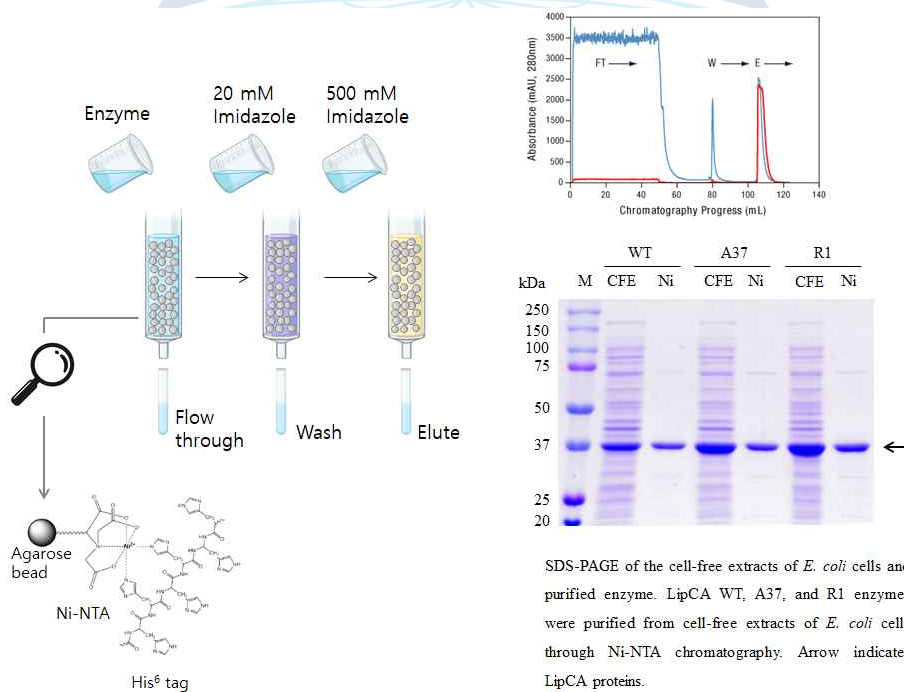 Enzyme
20 mM
Imidazole
500 mM
Imidazole
Flow
through
Wash
Elute
Agarose
bead
Ni-NTA
His6 tag
Absorbance (mAU, 280nm)
4000
3500
3000
2500
2000
1500
1000
500
0
FT
W
E
0 20 40 60 80 100 120 140
Chromatography Progress (mL)
WT A37 R1
kDa M CFE Ni CFE Ni CFE Ni
250
150
100
75
50
37
25
20
SDS-PAGE of the cell-free extracts of E. coli cells and
purified enzyme. LipCA WT, A37, and R1 enzyme
were purified from cell-free extracts of E. coli cell
through Ni-NTA chromatography. Arrow indicate
LipCA proteins.